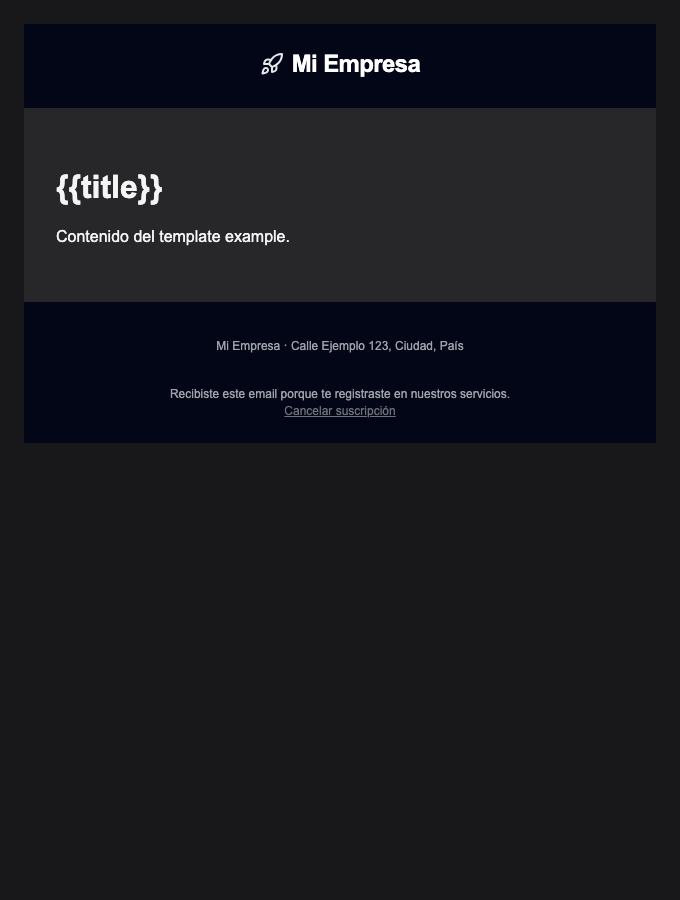 Mi Empresa
{{title}}
Contenido del template example.
Mi Empresa · Calle Ejemplo 123, Ciudad, País
Recibiste este email porque te registraste en nuestros servicios.
Cancelar suscripción